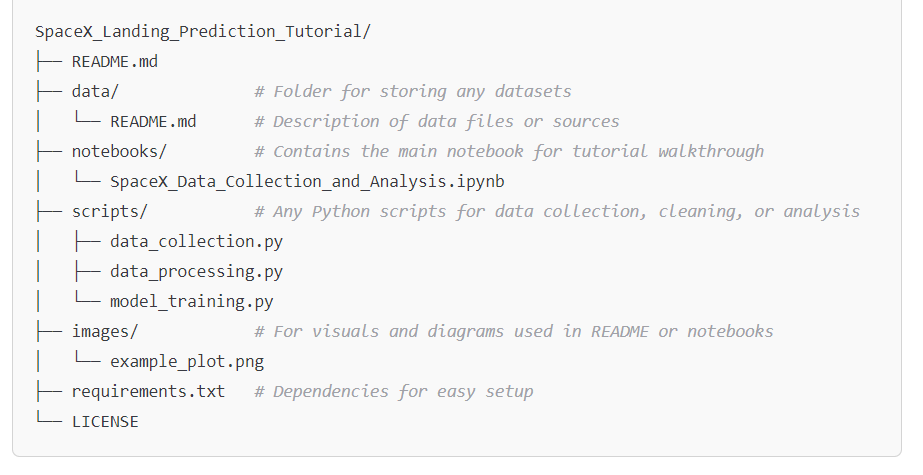 SpaceX_Landing_Prediction_Tutorial/
├── README.md
├── data/              # Folder for storing any datasets
│   └── README.md      # Description of data files or sources
├── notebooks/         # Contains the main notebook for tutorial walkthrough
│   └── SpaceX_Data_Collection_and_Analysis.ipynb
├── scripts/           # Any Python scripts for data collection, cleaning, or analysis
│   ├── data_collection.py
│   ├── data_processing.py
│   └── model_training.py
├── images/            # For visuals and diagrams used in README or notebooks
│   └── example_plot.png
├── requirements.txt   # Dependencies for easy setup
└── LICENSE